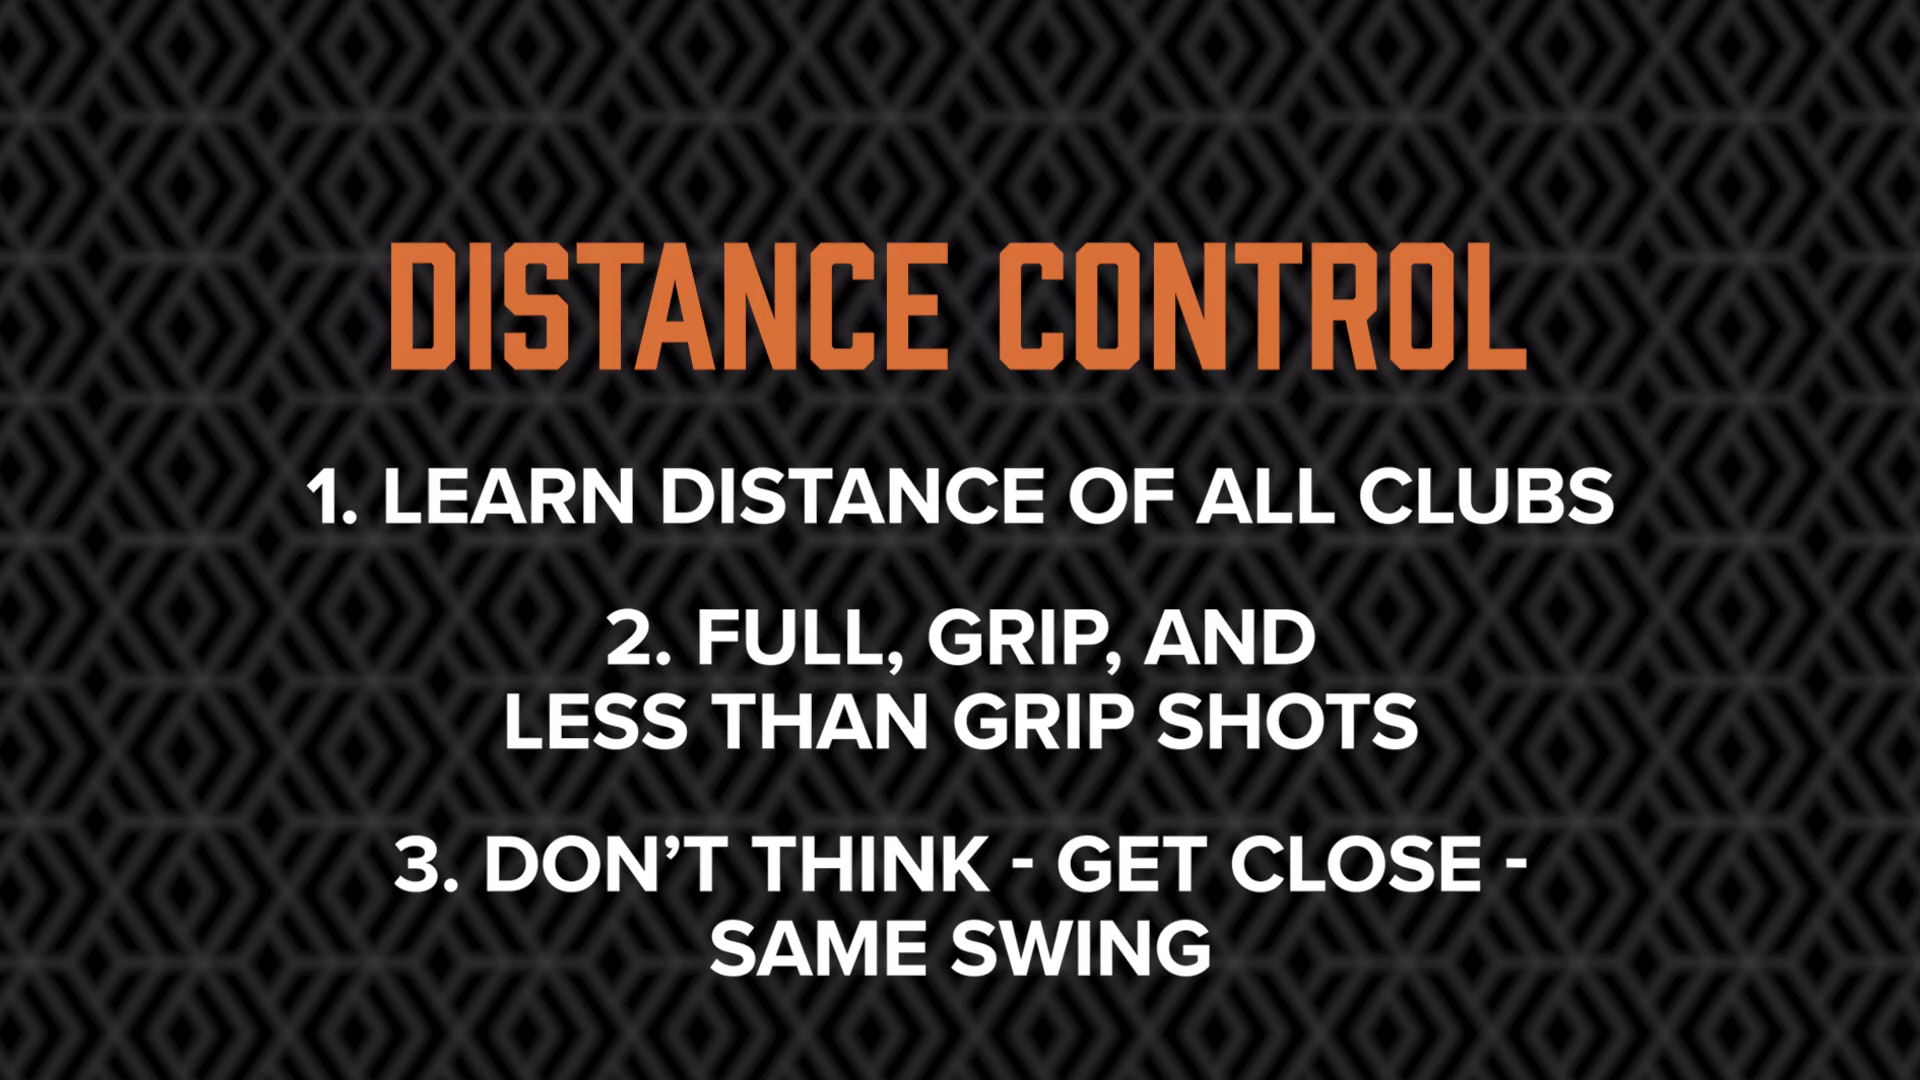 DISTANCE CONTROL
1. LEARN DISTANCE OF ALL CLUBS
2. FULL, GRIP, AND
LESS THAN GRIP SHOTS
3. DON’T THINK - GET CLOSE -
SAME SWING